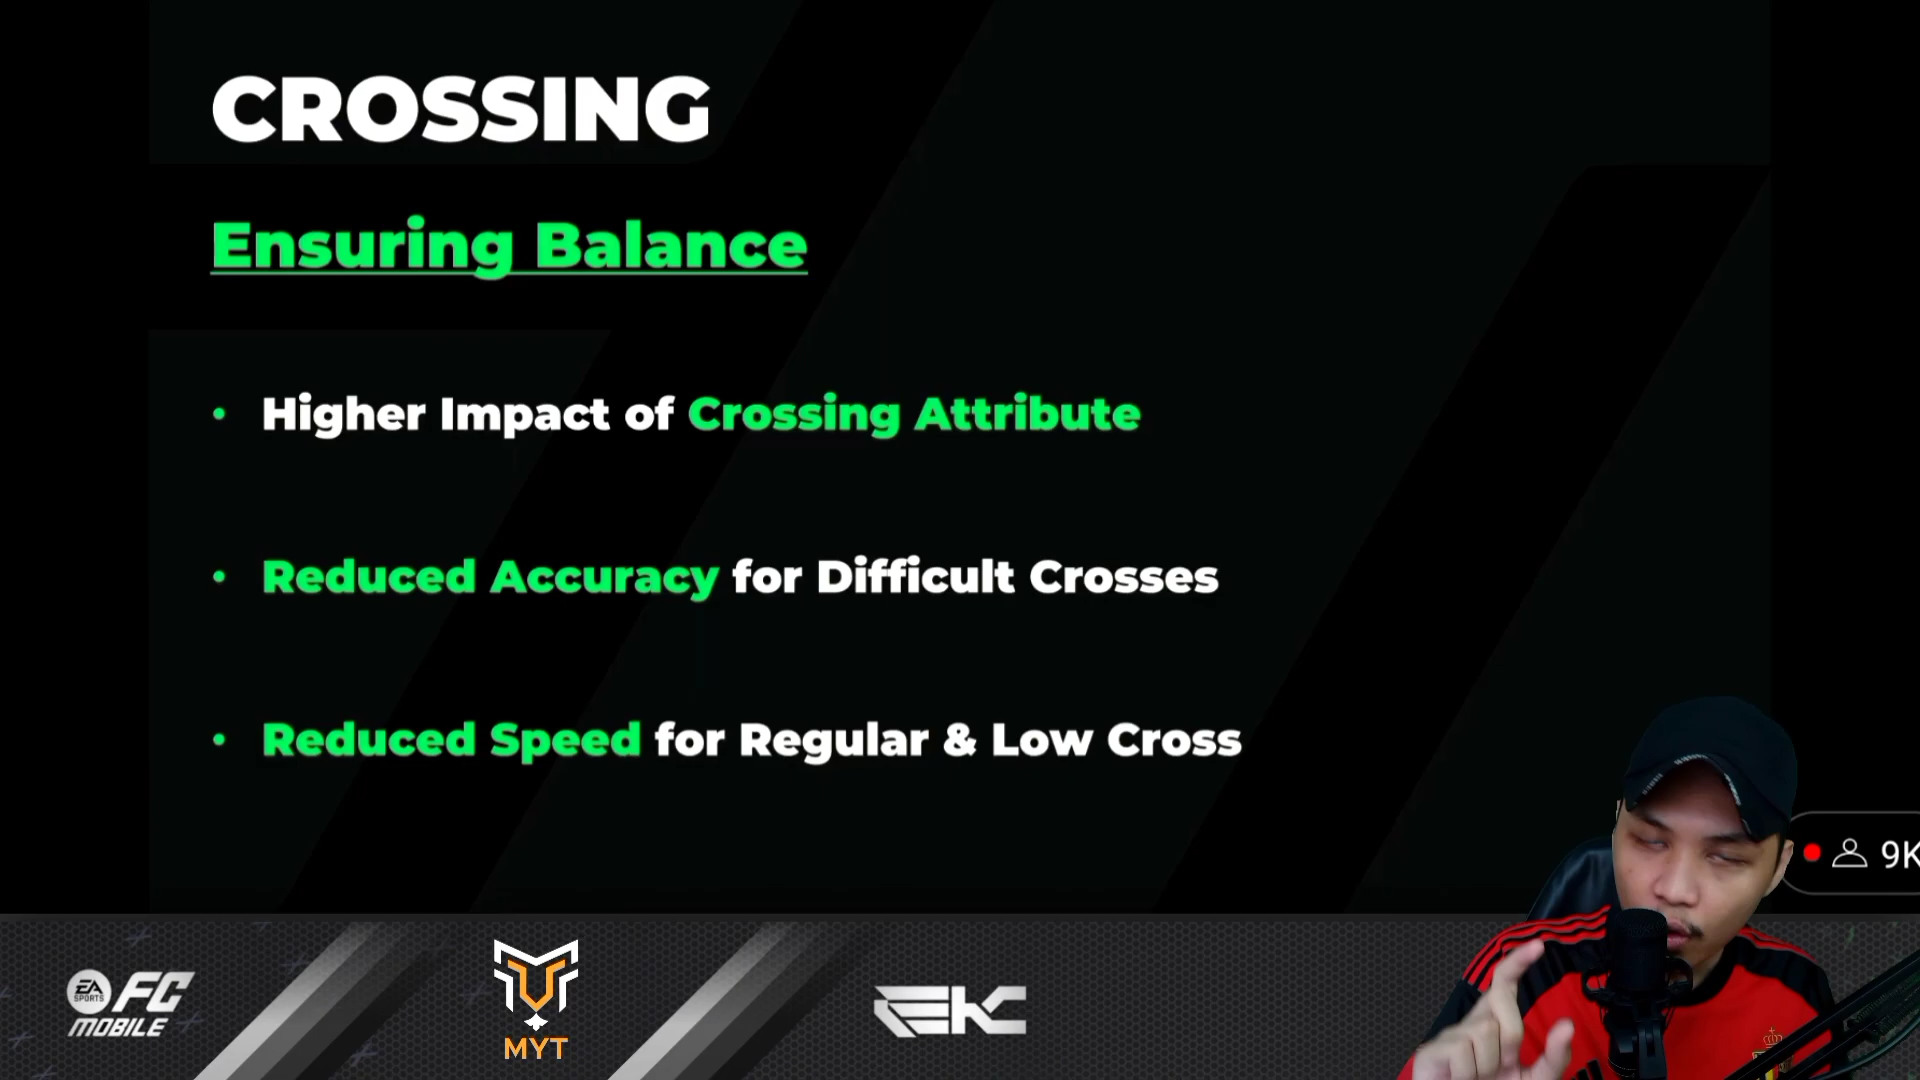 CROSSING
Ensuring Balance
• Higher Impact of Crossing Attribute
• Reduced Accuracy for Difficult Crosses
• Reduced Speed for Regular & Low Cross
9K
EA SPORTS FC
MOBILE
MYT
EKC